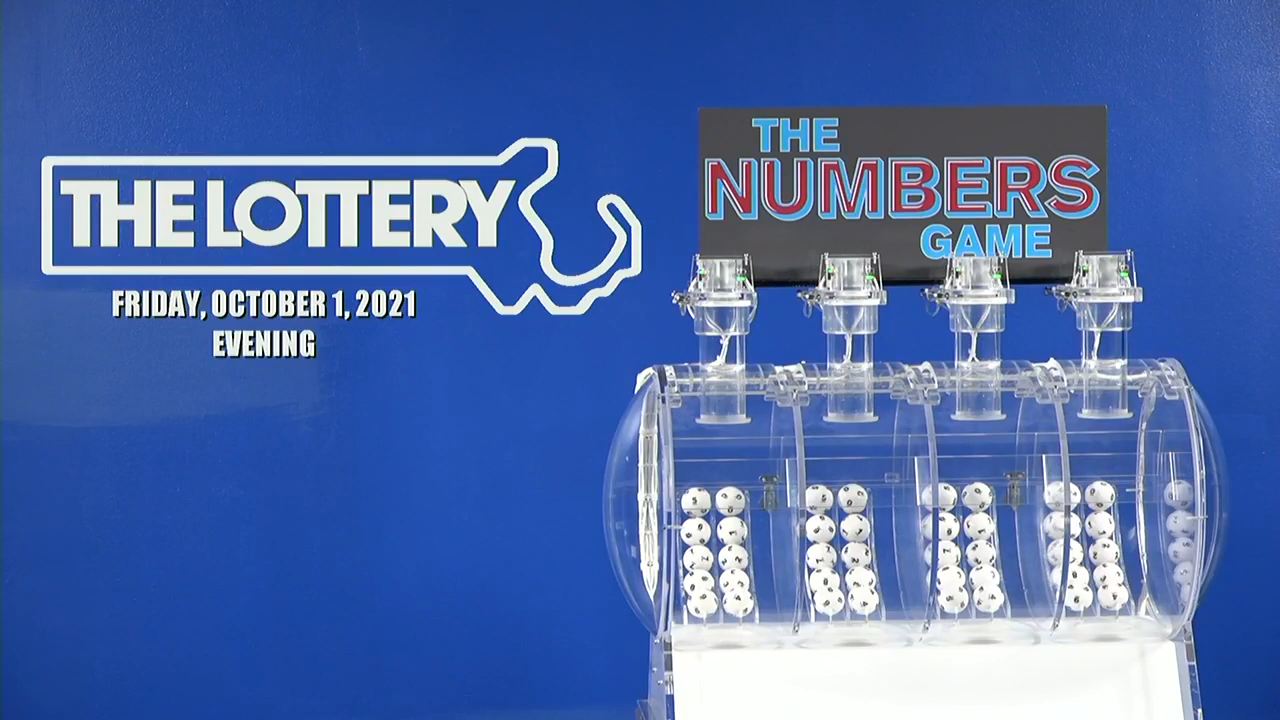 THE LOTTERY
FRIDAY, OCTOBER 1, 2021
EVENING
THE
NUMBERS
GAME